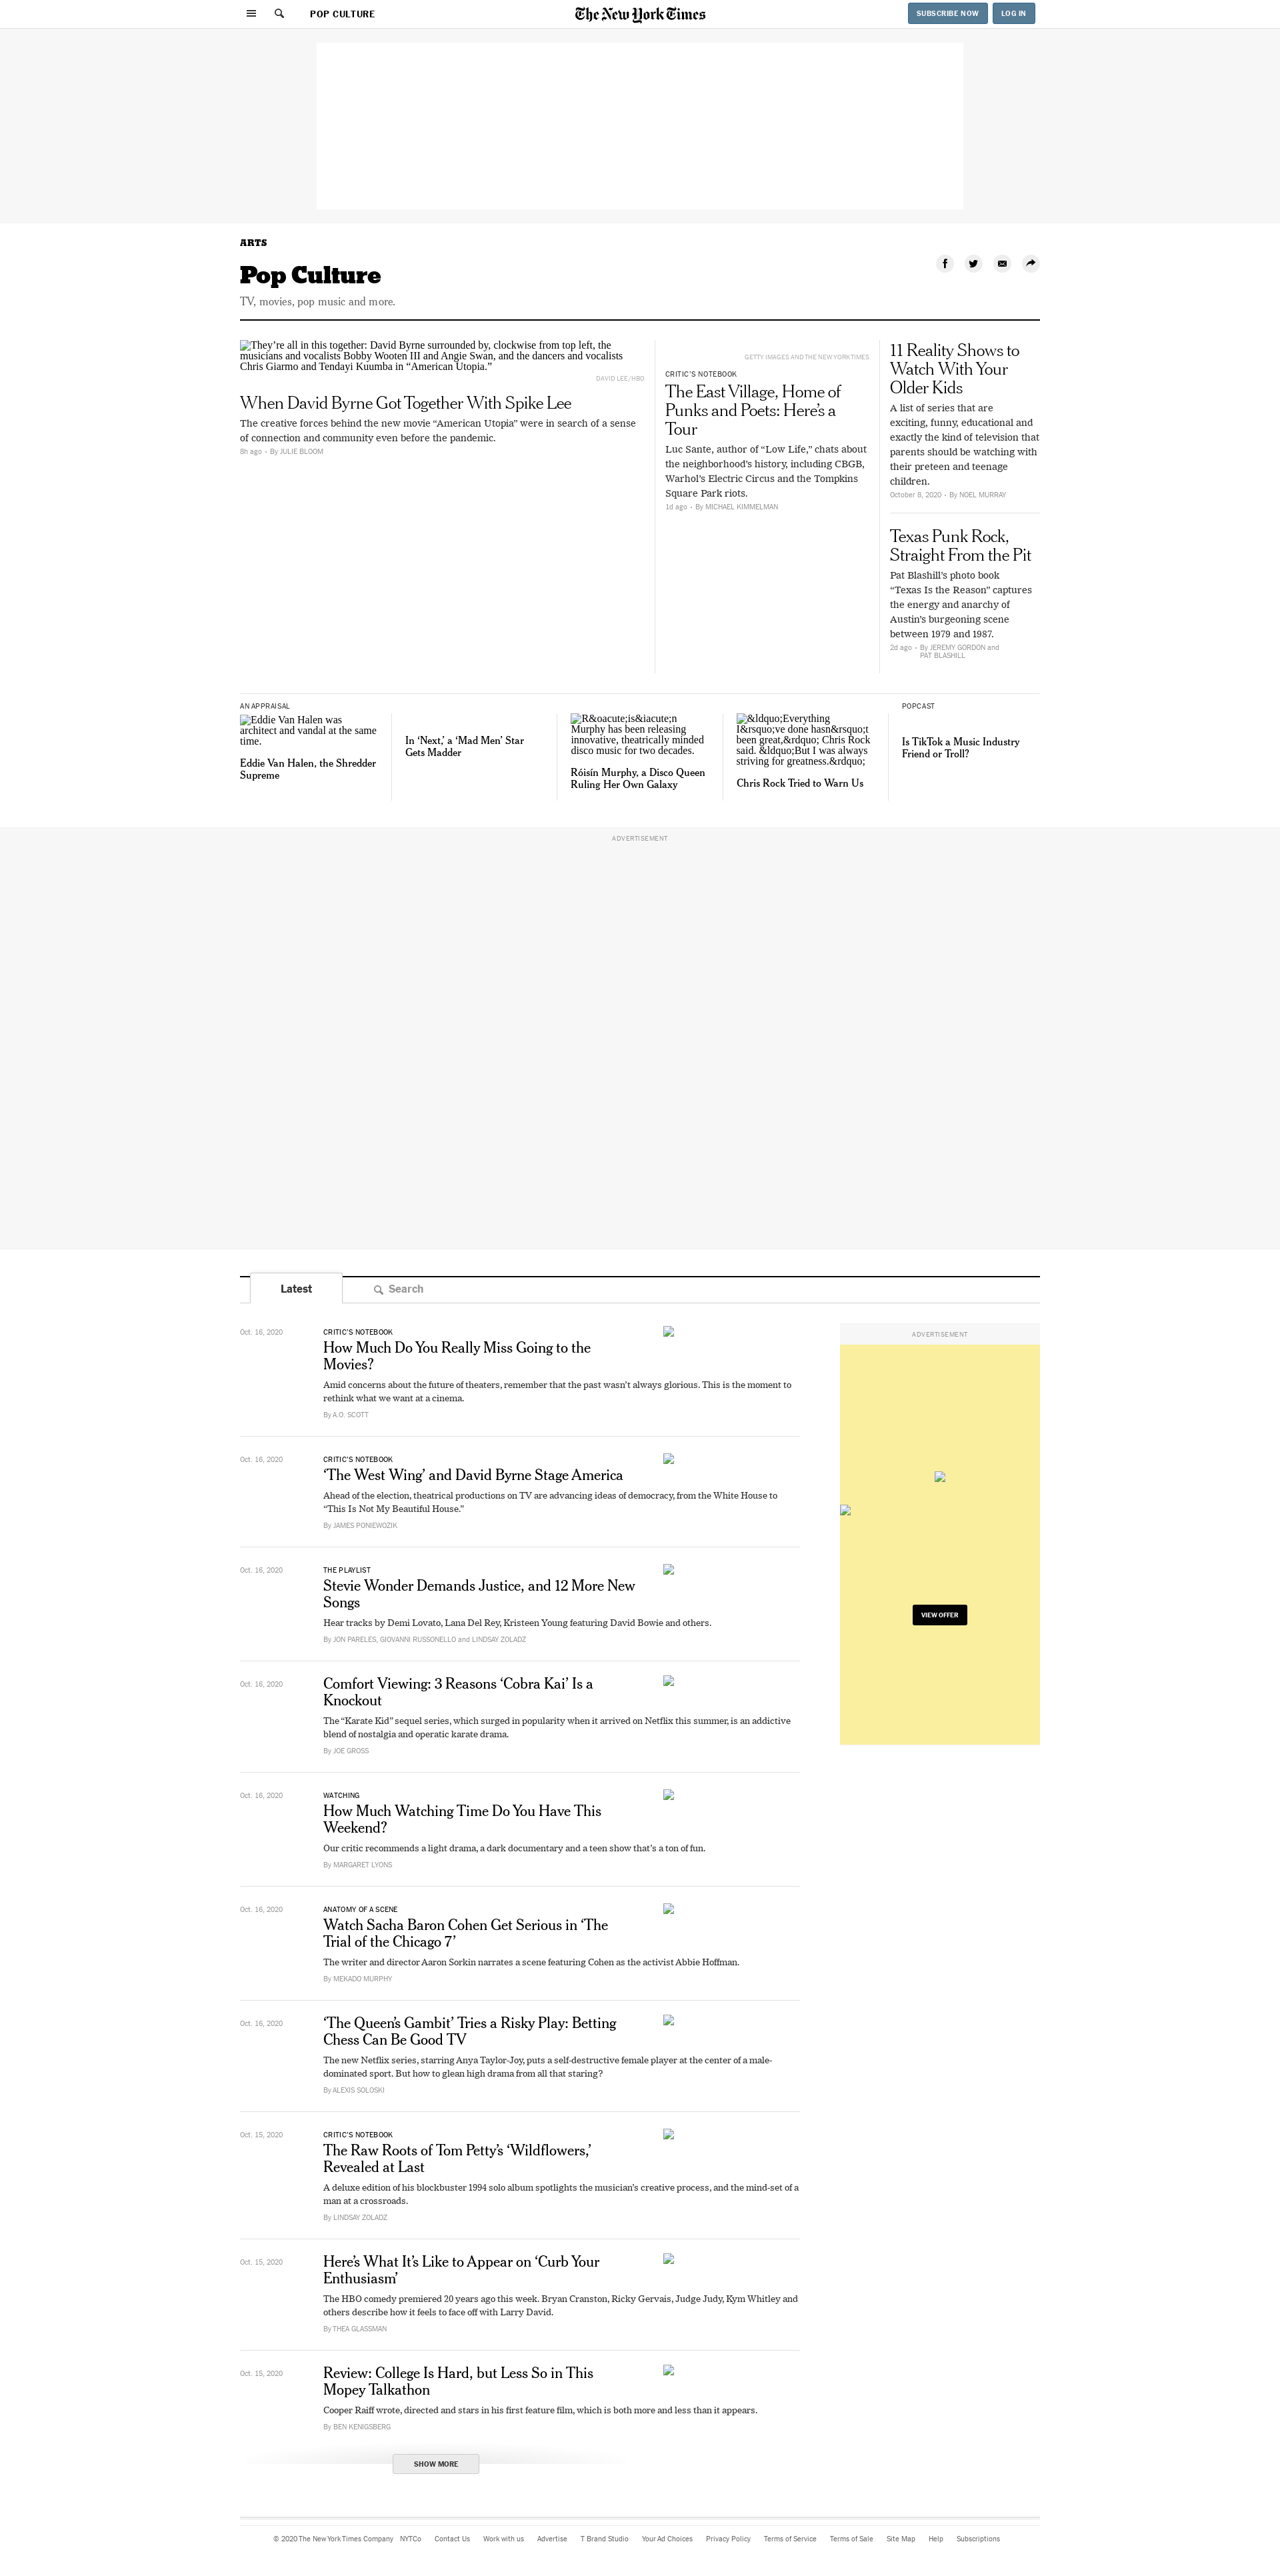 POP CULTURE
The New York Times
SUBSCRIBE NOW
LOG IN
ARTS
Pop Culture
TV, movies, pop music and more.
They're all in this together: David Byrne surrounded by, clockwise from top left, the
musicians and vocalists Bobby Wooten III and Angie Swan, and the dancers and vocalists
Chris Giarmo and Tendayi Kuumba in “American Utopia.”
DAVID LEE/HBO
When David Byrne Got Together With Spike Lee
The creative forces behind the new movie “American Utopia” were in search of a sense
of connection and community even before the pandemic.
8h ago • By JULIE BLOOM
GETTY IMAGES AND THE NEW YORK TIMES
CRITIC'S NOTEBOOK
The East Village, Home of
Punks and Poets: Here’s a
Tour
Luc Sante, author of “Low Life,” chats about
the neighborhood’s history, including CBGB,
Warhol’s Electric Circus and the Tompkins
Square Park riots.
1d ago • By MICHAEL KIMMELMAN
11 Reality Shows to
Watch With Your
Older Kids
A list of series that are
exciting, funny, educational and
exactly the kind of television that
parents should be watching with
their preteen and teenage
children.
October 8, 2020 • By NOEL MURRAY
Texas Punk Rock,
Straight From the Pit
Pat Blashill’s photo book
“Texas Is the Reason” captures
the energy and anarchy of
Austin’s burgeoning scene
between 1979 and 1987.
2d ago • By JEREMY GORDON and
PAT BLASHILL
AN APPRAISAL
Eddie Van Halen was
architect and vandal at the same
time.
Eddie Van Halen, the Shredder
Supreme
In ‘Next,’ a ‘Mad Men’ Star
Gets Madder
R&oacute;is&iacute;n
Murphy has been releasing
innovative, theatrically minded
disco music for two decades.
Róisín Murphy, a Disco Queen
Ruling Her Own Galaxy
&ldquo;Everything
I&rsquo;ve done hasn&rsquo;t
been great,&rdquo; Chris Rock
said. &ldquo;But I was always
striving for greatness.&rdquo;
Chris Rock Tried to Warn Us
POPCAST
Is TikTok a Music Industry
Friend or Troll?
ADVERTISEMENT
Latest
Search
ADVERTISEMENT
VIEW OFFER
Oct. 16, 2020
CRITIC'S NOTEBOOK
How Much Do You Really Miss Going to the
Movies?
Amid concerns about the future of theaters, remember that the past wasn’t always glorious. This is the moment to
rethink what we want at a cinema.
By A.O. SCOTT
Oct. 16, 2020
CRITIC'S NOTEBOOK
‘The West Wing’ and David Byrne Stage America
Ahead of the election, theatrical productions on TV are advancing ideas of democracy, from the White House to
“This Is Not My Beautiful House.”
By JAMES PONIEWOZIK
Oct. 16, 2020
THE PLAYLIST
Stevie Wonder Demands Justice, and 12 More New
Songs
Hear tracks by Demi Lovato, Lana Del Rey, Kristeen Young featuring David Bowie and others.
By JON PARELES, GIOVANNI RUSSONELLO and LINDSAY ZOLADZ
Oct. 16, 2020
Comfort Viewing: 3 Reasons ‘Cobra Kai’ Is a
Knockout
The “Karate Kid” sequel series, which surged in popularity when it arrived on Netflix this summer, is an addictive
blend of nostalgia and operatic karate drama.
By JOE GROSS
Oct. 16, 2020
WATCHING
How Much Watching Time Do You Have This
Weekend?
Our critic recommends a light drama, a dark documentary and a teen show that’s a ton of fun.
By MARGARET LYONS
Oct. 16, 2020
ANATOMY OF A SCENE
Watch Sacha Baron Cohen Get Serious in ‘The
Trial of the Chicago 7’
The writer and director Aaron Sorkin narrates a scene featuring Cohen as the activist Abbie Hoffman.
By MEKADO MURPHY
Oct. 16, 2020
‘The Queen’s Gambit’ Tries a Risky Play: Betting
Chess Can Be Good TV
The new Netflix series, starring Anya Taylor-Joy, puts a self-destructive female player at the center of a male-
dominated sport. But how to glean high drama from all that staring?
By ALEXIS SOLOSKI
Oct. 15, 2020
CRITIC'S NOTEBOOK
The Raw Roots of Tom Petty’s ‘Wildflowers,’
Revealed at Last
A deluxe edition of his blockbuster 1994 solo album spotlights the musician’s creative process, and the mind-set of a
man at a crossroads.
By LINDSAY ZOLADZ
Oct. 15, 2020
Here’s What It’s Like to Appear on ‘Curb Your
Enthusiasm’
The HBO comedy premiered 20 years ago this week. Bryan Cranston, Ricky Gervais, Judge Judy, Kym Whitley and
others describe how it feels to face off with Larry David.
By THEA GLASSMAN
Oct. 15, 2020
Review: College Is Hard, but Less So in This
Mopey Talkathon
Cooper Raiff wrote, directed and stars in his first feature film, which is both more and less than it appears.
By BEN KENIGSBERG
SHOW MORE
© 2020 The New York Times Company NYTCo Contact Us Work with us Advertise T Brand Studio Your Ad Choices Privacy Policy Terms of Service Terms of Sale Site Map Help Subscriptions